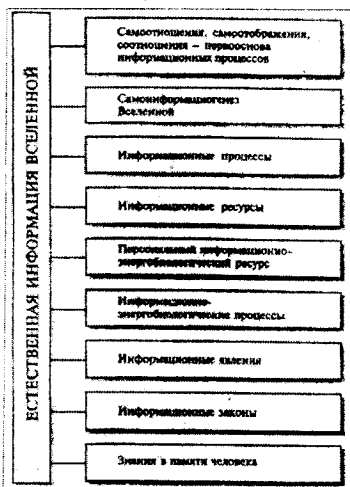 ЕСТЕСТВЕННАЯ ИНФОРМАЦИЯ ВСЕЛЕННОЙ
Самоотношения, самоотображения,
соотношения – первооснова
информационных процессов
Самоинформациогенез
Вселенной
Информационные процессы
Информационные ресурсы
Персональный информационно-
энергобиологический ресурс
Информационно-
энергобиологические процессы
Информационные явления
Информационные законы
Знания в памяти человека